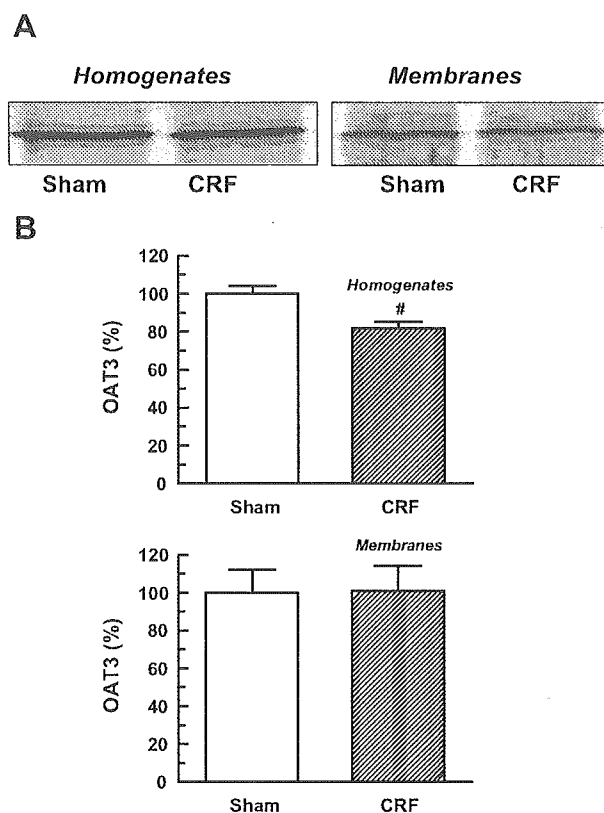 A
Homogenates Membranes
Sham CRF Sham CRF
B
120
100
80
60
40
20
0
OAT3 (%)
Homogenates
#
Sham CRF
120
100
80
60
40
20
0
OAT3 (%)
Membranes
Sham CRF